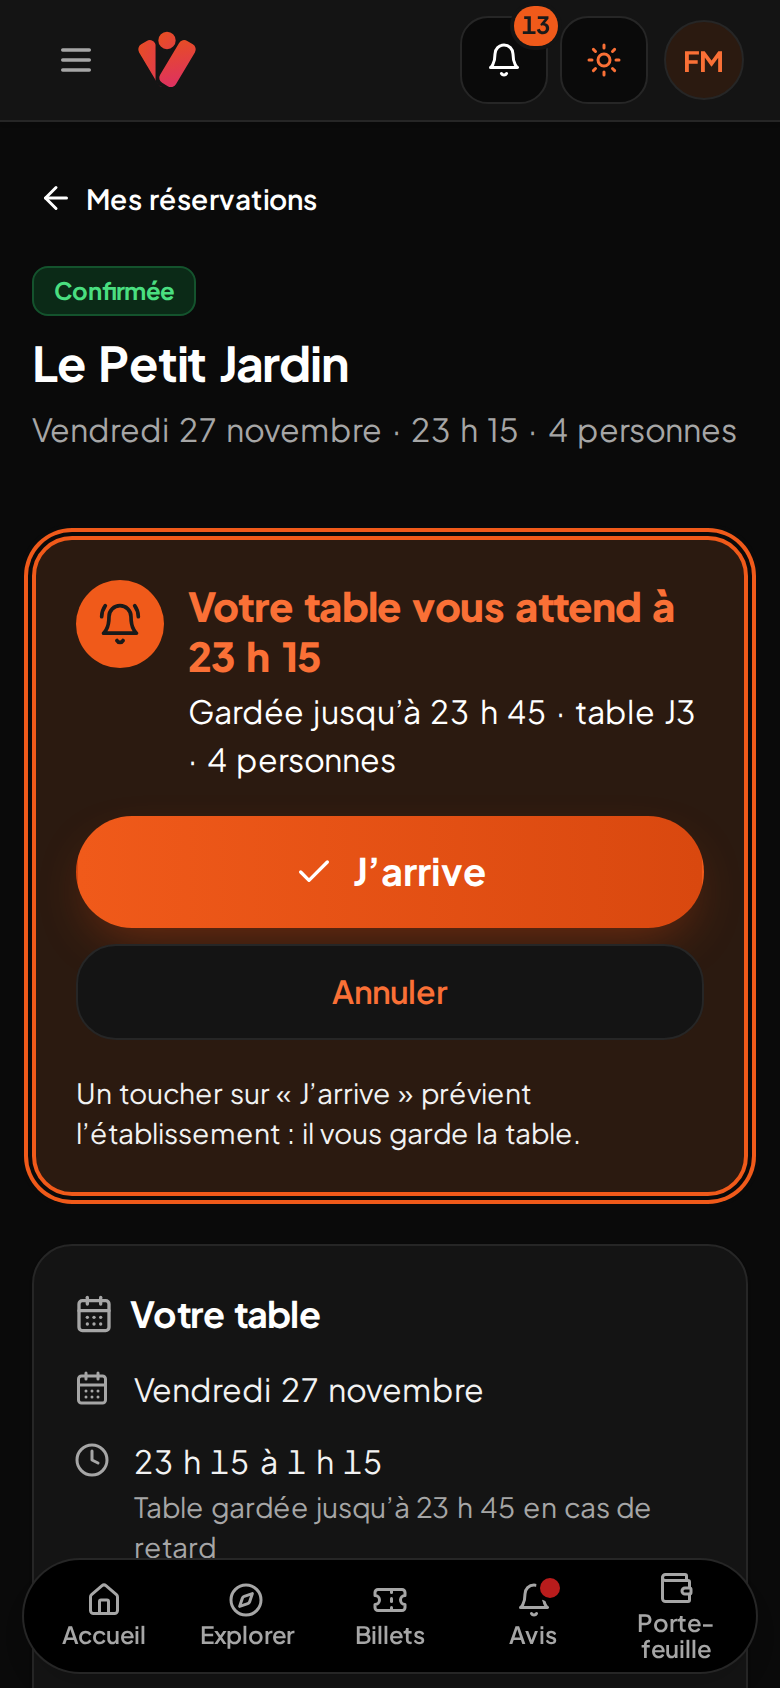 13
FM
Mes réservations
Confirmée
Le Petit Jardin
Vendredi 27 novembre · 23 h 15 · 4 personnes
Votre table vous attend à
23 h 15
Gardée jusqu’à 23 h 45 · table J3
· 4 personnes
J’arrive
Annuler
Un toucher sur « J’arrive » prévient
l’établissement : il vous garde la table.
Votre table
Vendredi 27 novembre
23 h 15 à 1 h 15
Table gardée jusqu’à 23 h 45 en cas de
retard
Accueil
Explorer
Billets
Avis
Porte-
feuille